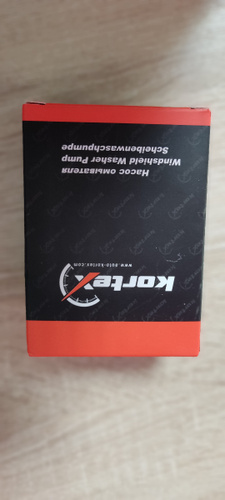 kortex
www.auto-kortex.com
Насос омывателя
Windshield Washer Pump
Scheibenwaschpumpe